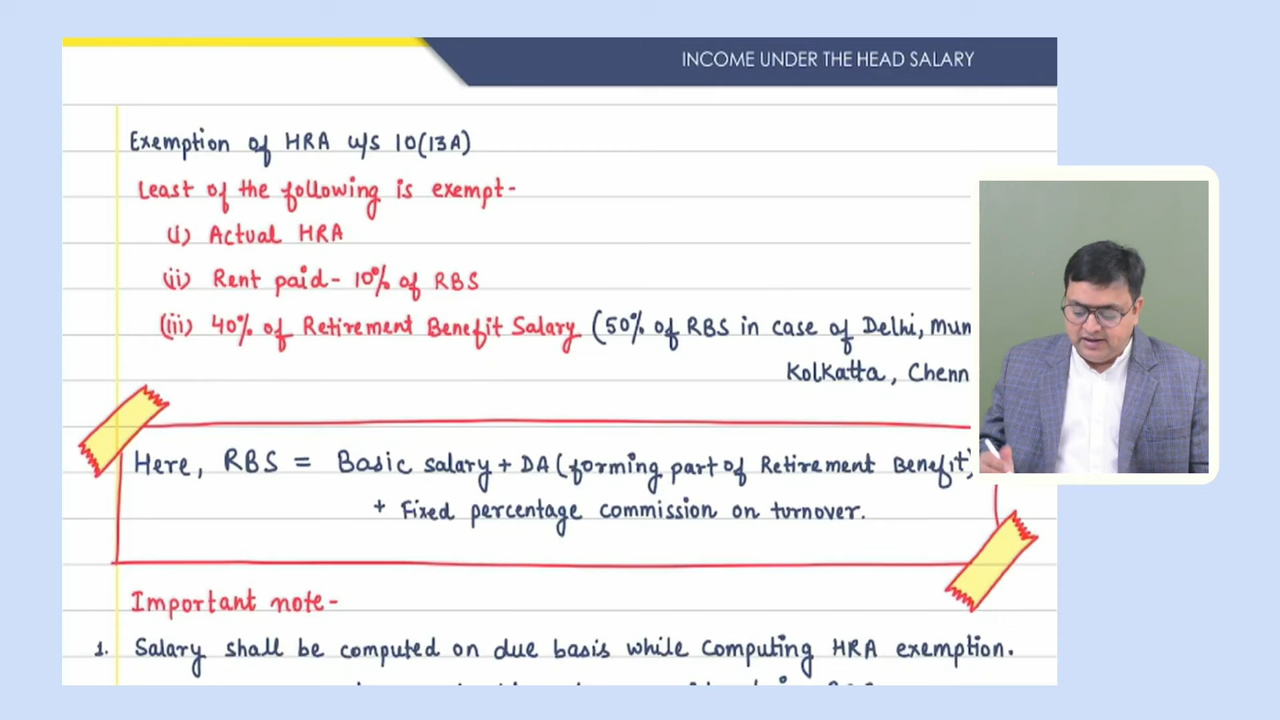 INCOME UNDER THE HEAD SALARY
Exemption of HRA u/s 10(13A)
Least of the following is exempt-
(i) Actual HRA
(ii) Rent paid- 10% of RBS
(iii) 40% of Retirement Benefit Salary (50% of RBS in case of Delhi, Mum
Kolkatta, Chenn
Here, RBS = Basic salary + DA (forming part of Retirement Benefit)
+ Fixed percentage commission on turnover.
Important note-
1. Salary shall be computed on due basis while computing HRA exemption.